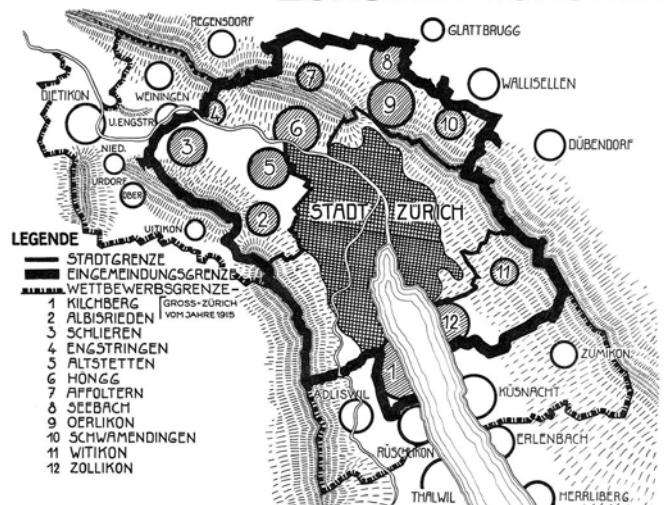 REGENSDORF
GLATTBRUGG
WALLISELLEN
DIETIKON
WEININGEN
U.ENGSTR.
DÜBENDORF
NIED.
URDORF
OBER
UITIKON
7
8
9
10
4
6
3
5
2
STADT ZÜRICH
11
12
1
ZUMIKON
ADLISWIL
KÜSNACHT
RÜSCHLIKON
ERLENBACH
THALWIL
HERRLIBERG
LEGENDE
STADTGRENZE
EINGEMEINDUNGSGRENZE
WETTBEWERBSGRENZE
GROSS-ZÜRICH
VOM JAHRE 1915
1 KILCHBERG
2 ALBISRIEDEN
3 SCHLIEREN
4 ENGSTRINGEN
5 ALTSTETTEN
6 HÖNGG
7 AFFOLTERN
8 SEEBACH
9 OERLIKON
10 SCHWAMENDINGEN
11 WITIKON
12 ZOLLIKON